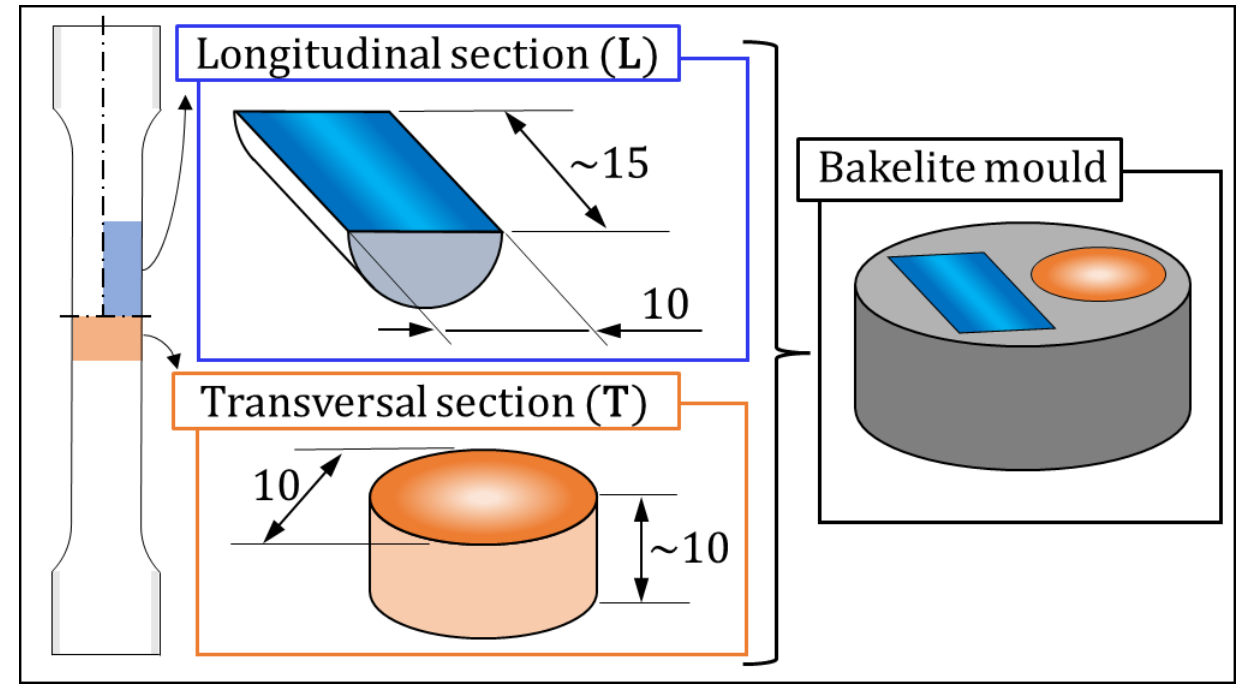 Longitudinal section (L)
~15
10
Transversal section (T)
10
~10
Bakelite mould